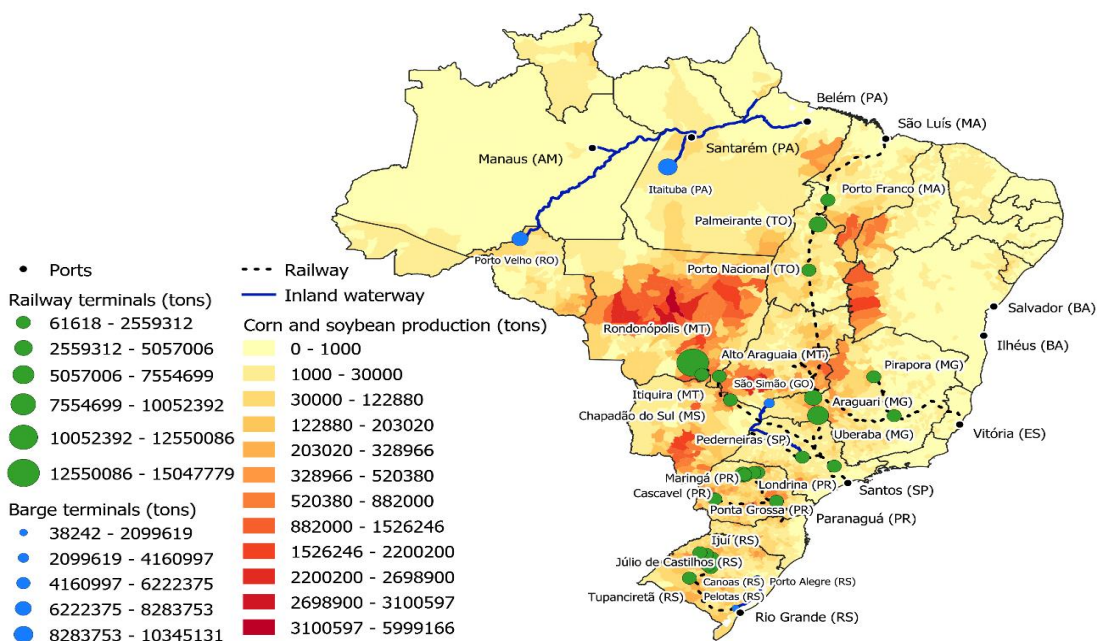 Belém (PA)
São Luís (MA)
Manaus (AM)
Santarém (PA)
Itaituba (PA)
Porto Franco (MA)
Palmeirante (TO)
Porto Velho (RO)
Porto Nacional (TO)
Salvador (BA)
Rondonópolis (MT)
Ilhéus (BA)
Alto Araguaia (MT)
Pirapora (MG)
São Simão (GO)
Itiquira (MT)
Araguari (MG)
Chapadão do Sul (MS)
Vitória (ES)
Pederneiras (SP)
Uberaba (MG)
Maringá (PR)
Londrina (PR)
Santos (SP)
Cascavel (PR)
Ponta Grossa (PR)
Paranaguá (PR)
Ijuí (RS)
Júlio de Castilhos (RS)
Canoas (RS)
Porto Alegre (RS)
Tupanciretã (RS)
Pelotas (RS)
Rio Grande (RS)
Ports
Railway terminals (tons)
61618 - 2559312
2559312 - 5057006
5057006 - 7554699
7554699 - 10052392
10052392 - 12550086
12550086 - 15047779
Barge terminals (tons)
38242 - 2099619
2099619 - 4160997
4160997 - 6222375
6222375 - 8283753
8283753 - 10345131
Railway
Inland waterway
Corn and soybean production (tons)
0 - 1000
1000 - 30000
30000 - 122880
122880 - 203020
203020 - 328966
328966 - 520380
520380 - 882000
882000 - 1526246
1526246 - 2200200
2200200 - 2698900
2698900 - 3100597
3100597 - 5999166